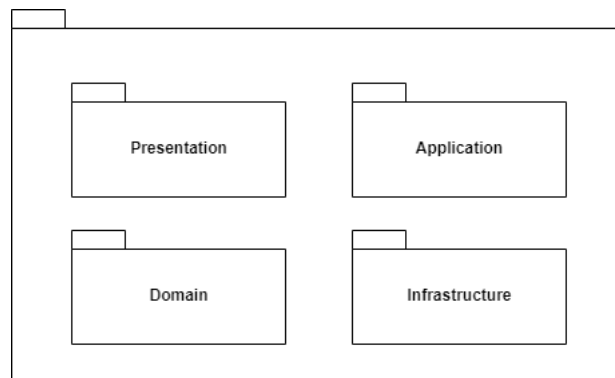 Presentation
Application
Domain
Infrastructure